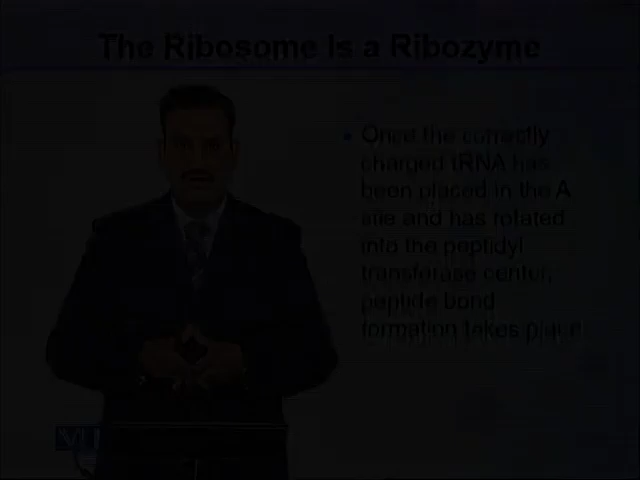 The Ribosome Is a Ribozyme
Once the correctly
charged tRNA has
been placed in the A
site and has rotated
into the peptidyl
transferase center,
peptide bond
formation takes place.